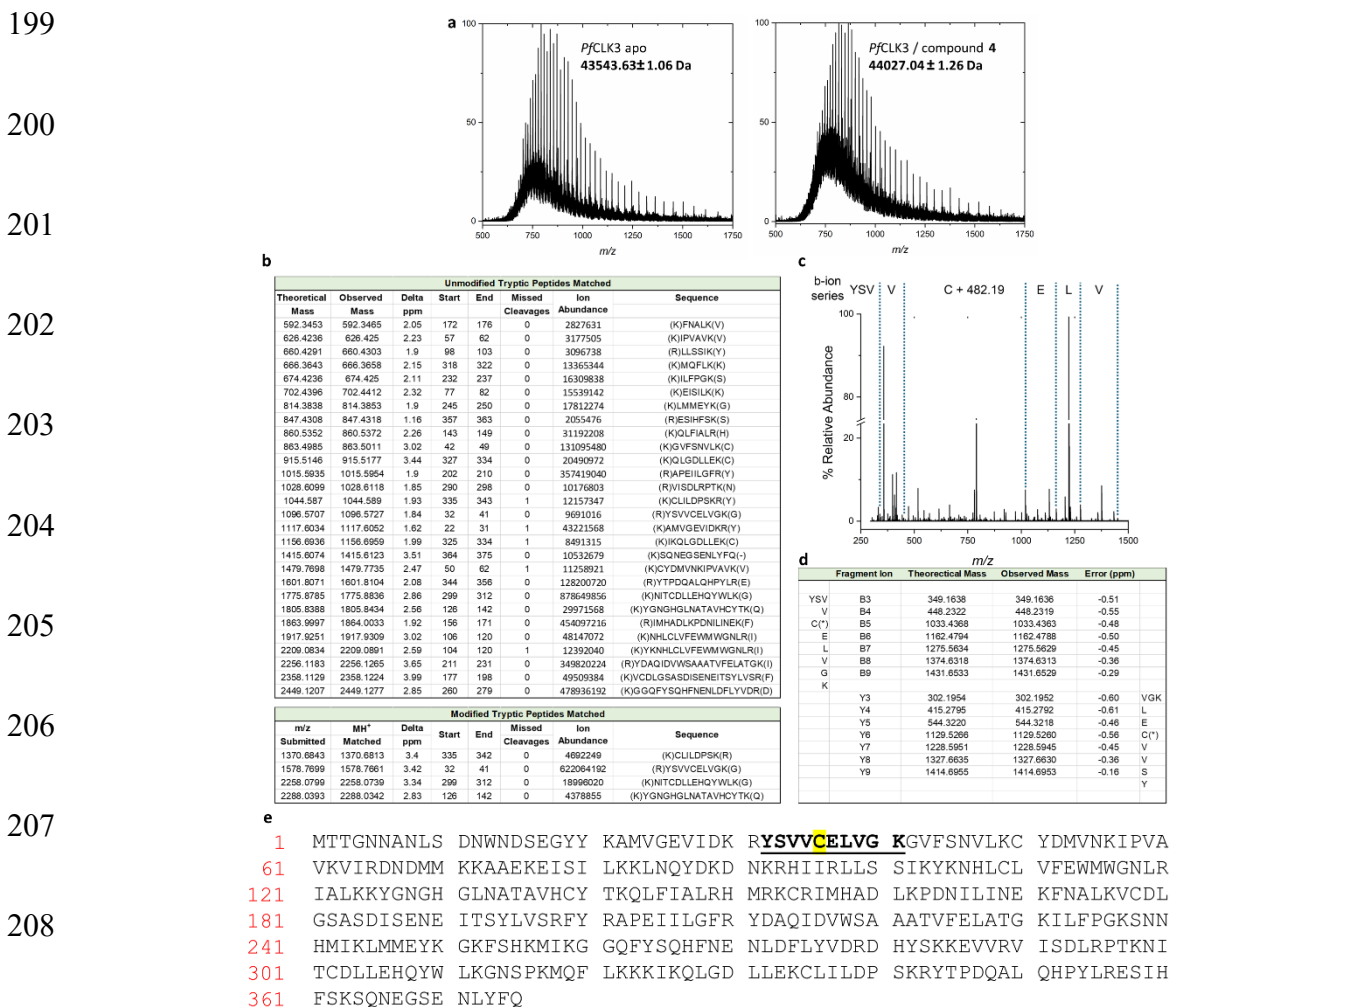 199
200
201
202
203
204
205
206
207
208
a
100
50
0
500 750 1000 1250 1500 1750
m/z
PfCLK3 apo
43543.63± 1.06 Da
100
50
0
500 750 1000 1250 1500 1750
m/z
PfCLK3 / compound 4
44027.04 ± 1.26 Da
b
Unmodified Tryptic Peptides Matched
Theoretical Mass Observed Mass Delta ppm Start End Missed Cleavages Ion Abundance Sequence
592.3453 592.3465 2.05 172 176 0 2827631 (K)FNALK(V)
626.4236 626.425 2.23 57 62 0 3177505 (K)IPVAVK(V)
660.4291 660.4303 1.9 98 103 0 3096738 (R)LLSSIK(Y)
666.3643 666.3658 2.15 318 322 0 13365344 (K)MQFLK(K)
674.4236 674.425 2.11 232 237 0 16309838 (K)ILFPGK(S)
702.4396 702.4412 2.32 77 82 0 15539142 (K)EISILK(K)
814.3838 814.3853 1.9 245 250 0 17812274 (K)LMMEYK(G)
847.4308 847.4318 1.16 357 363 0 2055476 (R)ESIHFSK(S)
860.5352 860.5372 2.26 143 149 0 31192208 (K)QLFIALR(H)
863.4985 863.5011 3.02 42 49 0 131095480 (K)GVFSNVLK(C)
915.5146 915.5177 3.44 327 334 0 20490972 (K)QLGDLLEK(C)
1015.5935 1015.5954 1.9 202 210 0 357419040 (R)APEIILGFR(Y)
1028.6099 1028.6118 1.85 290 298 0 10176803 (R)VISDLRPTK(N)
1044.587 1044.589 1.93 335 343 1 12157347 (K)CLILDPSKR(Y)
1096.5707 1096.5727 1.84 32 41 0 9691016 (R)YSVVCELVGK(G)
1117.6034 1117.6052 1.62 22 31 1 43221568 (K)AMVGEVIDKR(Y)
1156.6936 1156.6959 1.99 325 334 1 8491315 (K)IKQLGDLLEK(C)
1415.6074 1415.6123 3.51 364 375 0 10532679 (K)SQNEGSENLYFQ(-)
1479.7698 1479.7735 2.47 50 62 1 11258921 (K)CYDMVNKIPVAVK(V)
1601.8071 1601.8104 2.08 344 356 0 128200720 (R)YTPDQALQHPYLR(E)
1775.8785 1775.8836 2.86 299 312 0 878649856 (K)NITCDLLEHQYWLK(G)
1805.8388 1805.8434 2.56 126 142 0 29971568 (K)YGNGHGLNATAVHCYTK(Q)
1863.9997 1864.0033 1.92 156 171 0 454097216 (R)IMHADLKPDNILINEK(F)
1917.9251 1917.9309 3.02 106 120 0 48147072 (K)NHLCLVFEWMWGNLR(I)
2209.0834 2209.0891 2.59 104 120 1 12392040 (K)YKNHLCLVFEWMWGNLR(I)
2256.1183 2256.1265 3.65 211 231 0 349820224 (R)YDAQIDVWSAAATVFELATGK(I)
2358.1129 2358.1224 3.99 177 198 0 49509384 (K)VCDLGSASDISENEITSYLVSR(F)
2449.1207 2449.1277 2.85 260 279 0 478936192 (K)GGQFYSQHFNENLDFLYVDR(D)
Modified Tryptic Peptides Matched
m/z Submitted MH+ Matched Delta ppm Start End Missed Cleavages Ion Abundance Sequence
1370.6843 1370.6813 3.4 335 342 0 4692249 (K)CLILDPSK(R)
1578.7699 1578.7661 3.42 32 41 0 622064192 (R)YSVVCELVGK(G)
2258.0799 2258.0739 3.34 299 312 0 18996020 (K)NITCDLLEHQYWLK(G)
2288.0393 2288.0342 2.83 126 142 0 4378855 (K)YGNGHGLNATAVHCYTK(Q)
c
b-ion series YSV V C + 482.19 E L V
% Relative Abundance
100
80
20
0
250 500 750 1000 1250 1500
m/z
d
Fragment Ion Theorectical Mass Observed Mass Error (ppm)
YSV B3 349.1638 349.1636 -0.51
V B4 448.2322 448.2319 -0.55
C(*) B5 1033.4368 1033.4363 -0.48
E B6 1162.4794 1162.4788 -0.50
L B7 1275.5634 1275.5629 -0.45
V B8 1374.6318 1374.6313 -0.36
G B9 1431.6533 1431.6529 -0.29
K
Y3 302.1954 302.1952 -0.60 VGK
Y4 415.2795 415.2792 -0.61 L
Y5 544.3220 544.3218 -0.46 E
Y6 1129.5266 1129.5260 -0.56 C(*)
Y7 1228.5951 1228.5945 -0.45 V
Y8 1327.6635 1327.6630 -0.36 V
Y9 1414.6955 1414.6953 -0.16 S
Y
e
1 MTTGNNANLS DNWNDSEGYY KAMVGEVIDK RYSVVCELVG KGVFSNVLKC YDMVNKIPVA
61 VKVIRDNDMM KKAAEKEISI LKKLNQYDKD NKRHIIRLLS SIKYKNHLCL VFEWMWGNLR
121 IALKKYGNGH GLNATAVHCY TKQLFIALRH MRKCRIMHAD LKPDNILINE KFNALKVCDL
181 GSASDISENE ITSYLVSRFY RAPEIILGFR YDAQIDVWSA AATVFELATG KILFPGKSNN
241 HMIKLMMEYK GKFSHKMIKG GQFYSQHFNE NLDFLYVDRD HYSKKEVVRV ISDLRPTKNI
301 TCDLLEHQYW LKGNSPKMQF LKKKIKQLGD LLEKCLILDP SKRYTPDQAL QHPYLRESIH
361 FSKSQNEGSE NLYFQ